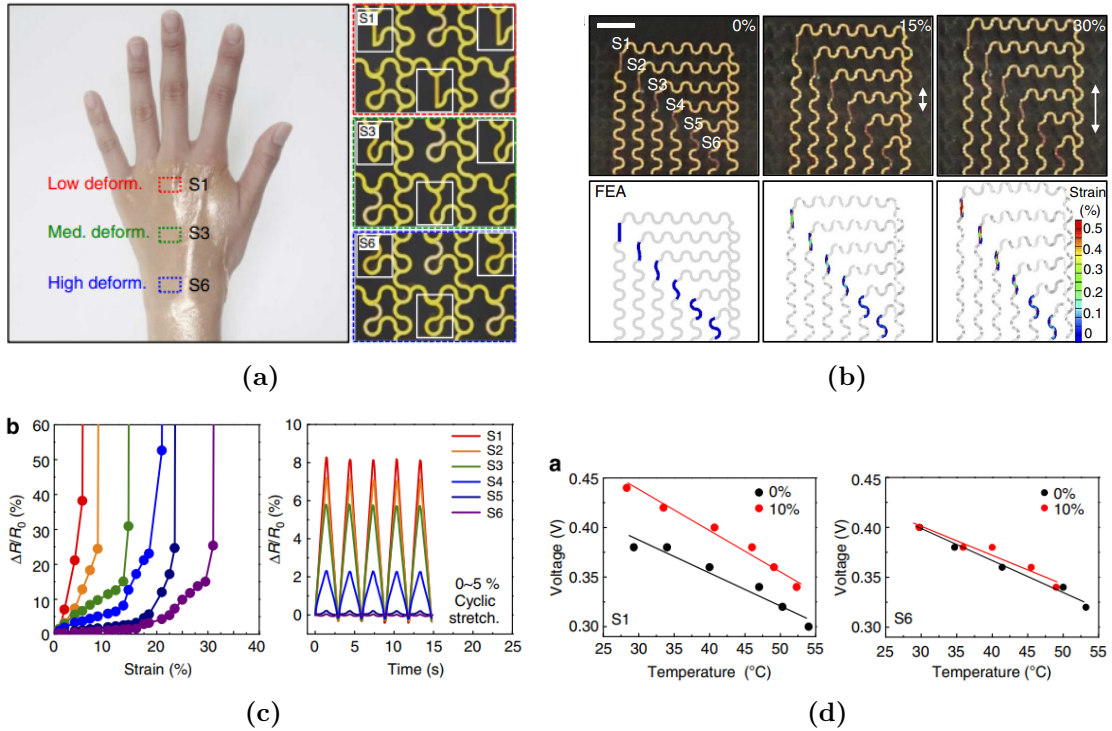 S1
Low deform.
S1
Med. deform.
S3
High deform.
S6
S3
S6
(a)
0%
15%
30%
S1
S2
S3
S4
S5
S6
FEA
Strain
(%)
0.5
0.4
0.3
0.2
0.1
0
(b)
b
60
50
40
30
20
10
0
ΔR/R0 (%)
0 10 20 30 40
Strain (%)
10
8
6
4
2
0
ΔR/R0 (%)
S1
S2
S3
S4
S5
S6
0~5 %
Cyclic
stretch.
0 5 10 15 20 25
Time (s)
(c)
a
0.45
0.40
0.35
0.30
Voltage (V)
0%
10%
S1
25 30 35 40 45 50 55
Temperature (°C)
0.45
0.40
0.35
0.30
Voltage (V)
0%
10%
S6
25 30 35 40 45 50 55
Temperature (°C)
(d)